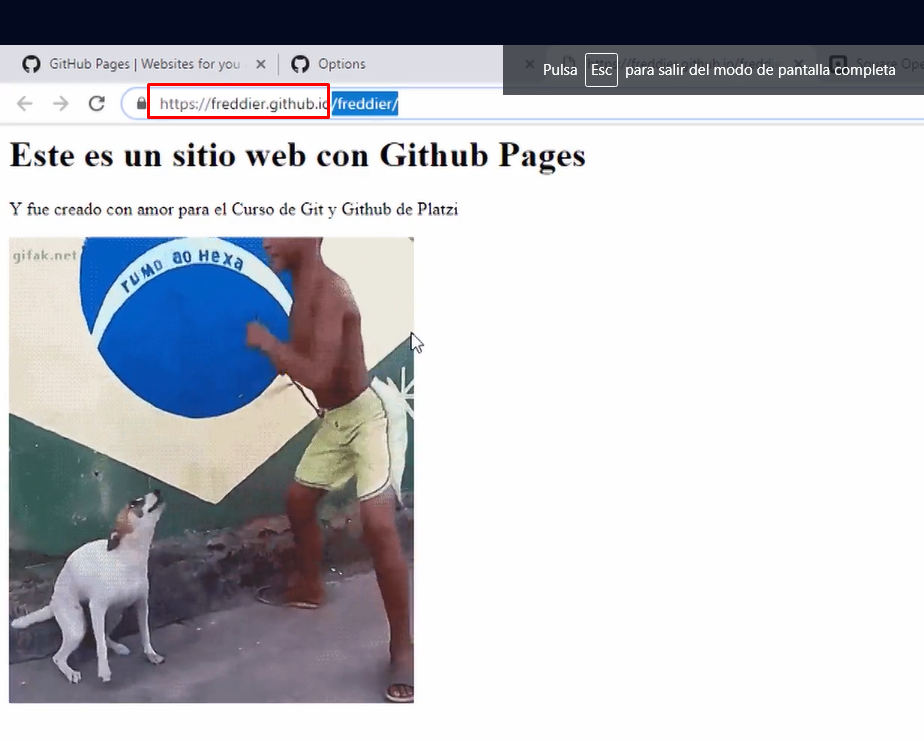 GitHub Pages | Websites for you
Options
Pulsa Esc para salir del modo de pantalla completa
https://freddier.github.io/freddier/
Este es un sitio web con Github Pages
Y fue creado con amor para el Curso de Git y Github de Platzi
gifak.net
rumo ao Hexa